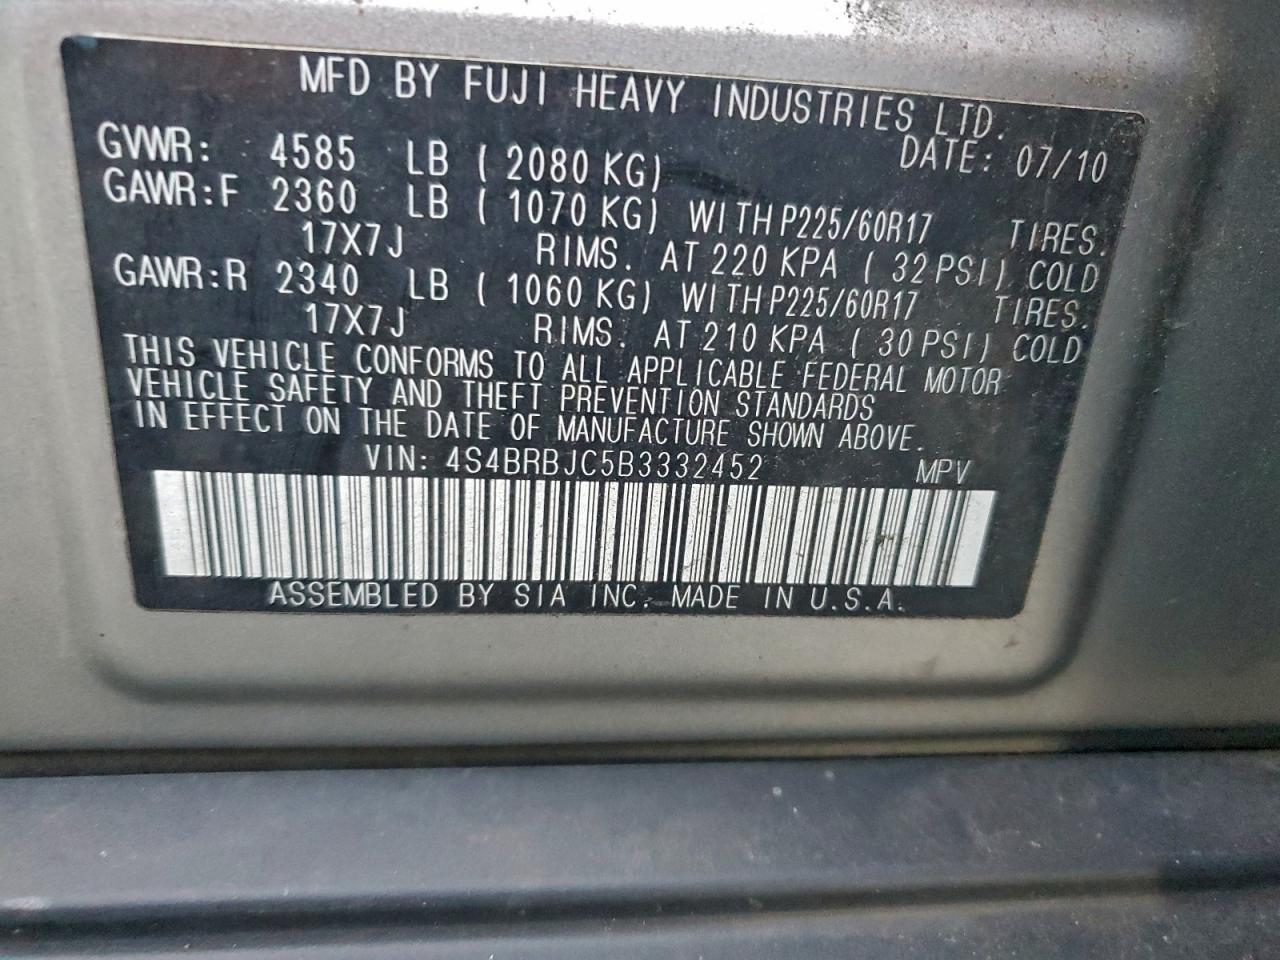 MFD BY FUJI HEAVY INDUSTRIES LTD.
DATE: 07/10
GVWR: 4585 LB ( 2080 KG)
GAWR:F 2360 LB ( 1070 KG) WITH P225/60R17 TIRES.
17X7J RIMS. AT 220 KPA ( 32 PSI) COLD
GAWR:R 2340 LB ( 1060 KG) WITH P225/60R17 TIRES.
17X7J RIMS. AT 210 KPA ( 30 PSI) COLD
THIS VEHICLE CONFORMS TO ALL APPLICABLE FEDERAL MOTOR
VEHICLE SAFETY AND THEFT PREVENTION STANDARDS
IN EFFECT ON THE DATE OF MANUFACTURE SHOWN ABOVE.
VIN: 4S4BRBJC5B3332452 MPV
ASSEMBLED BY SIA INC. MADE IN U.S.A.